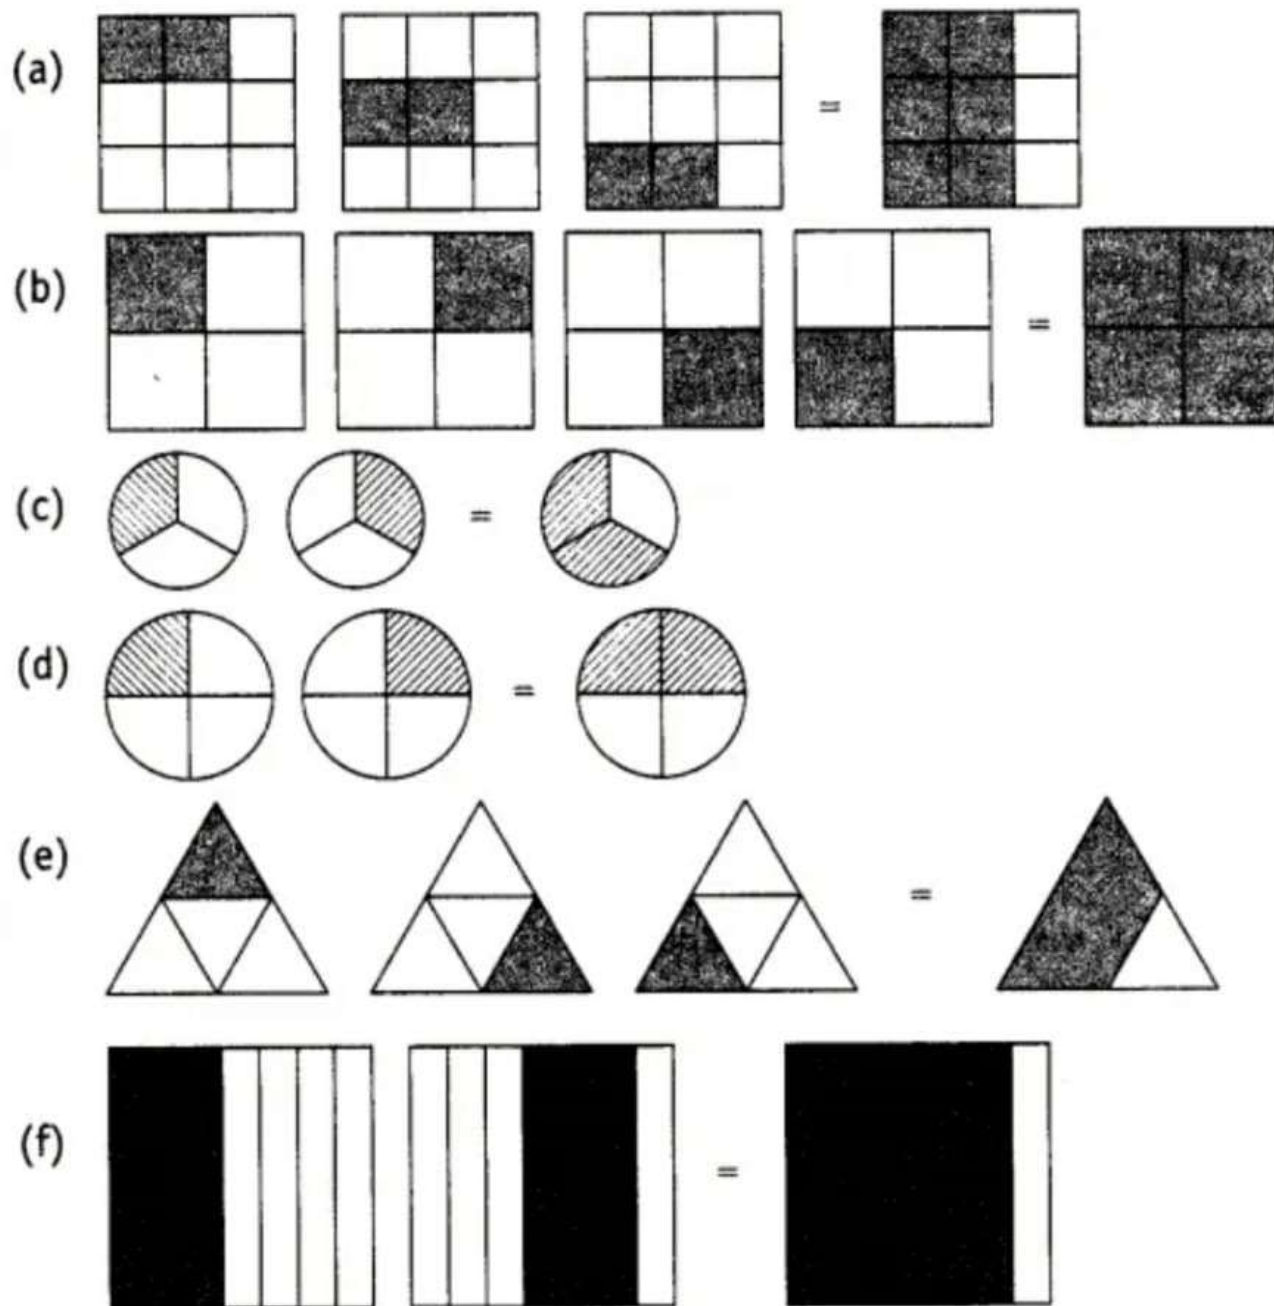 (a) =
(b) =
(c) =
(d) =
(e) =
(f) =